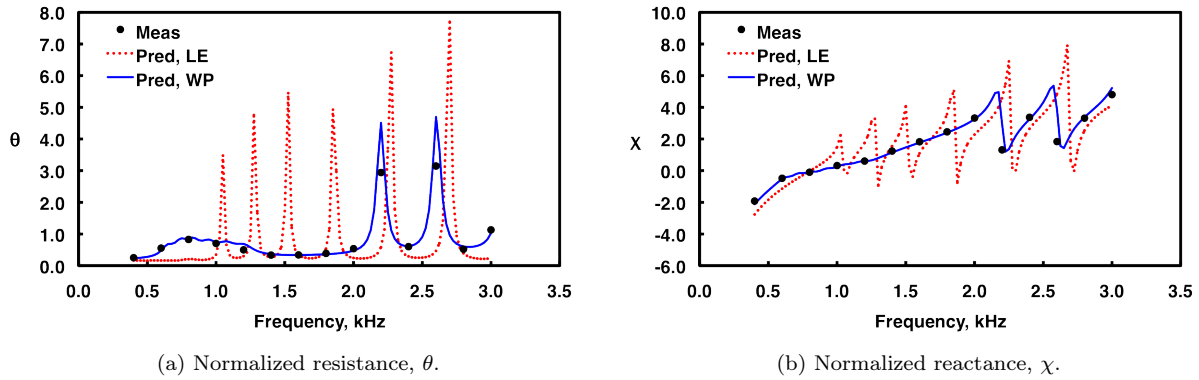 8.0
7.0
6.0
5.0
4.0
3.0
2.0
1.0
0.0
θ
Meas
Pred, LE
Pred, WP
0.0 0.5 1.0 1.5 2.0 2.5 3.0 3.5
Frequency, kHz
(a) Normalized resistance, θ.
10.0
8.0
6.0
4.0
2.0
0.0
-2.0
-4.0
-6.0
χ
Meas
Pred, LE
Pred, WP
0.0 0.5 1.0 1.5 2.0 2.5 3.0 3.5
Frequency, kHz
(b) Normalized reactance, χ.